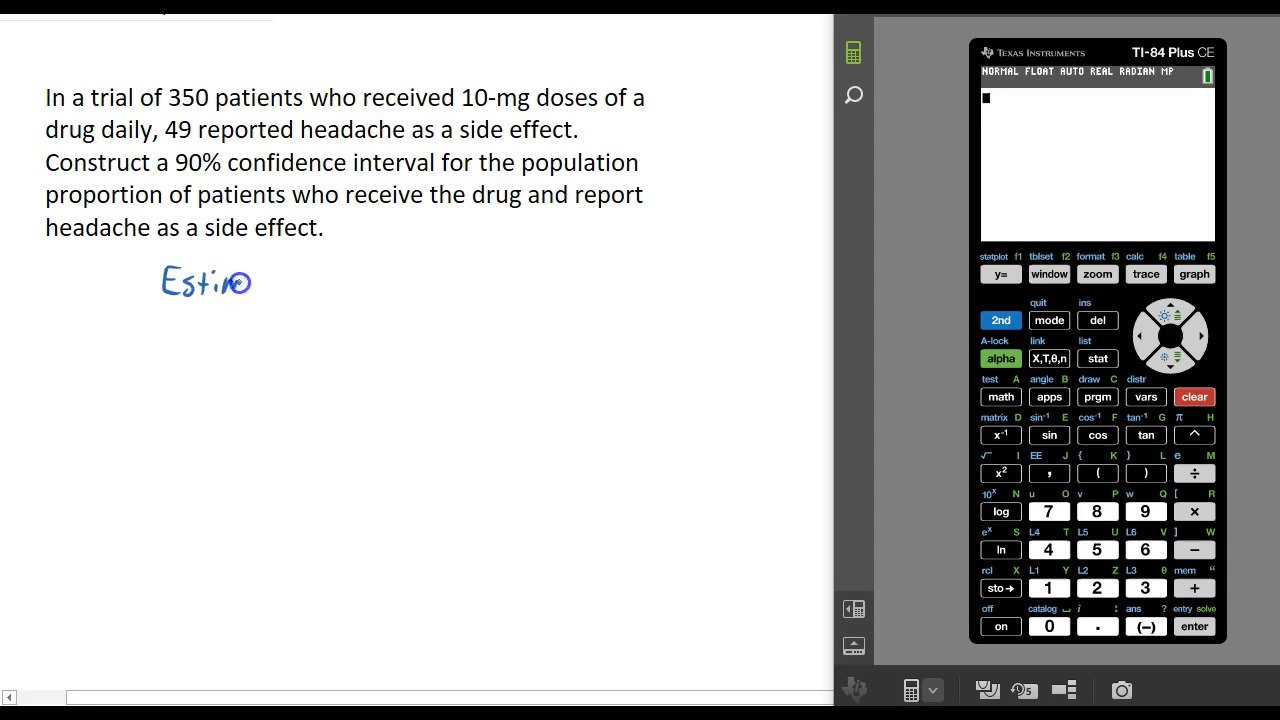 In a trial of 350 patients who received 10-mg doses of a
drug daily, 49 reported headache as a side effect.
Construct a 90% confidence interval for the population
proportion of patients who receive the drug and report
headache as a side effect.
Estim
TEXAS INSTRUMENTS TI-84 Plus CE
NORMAL FLOAT AUTO REAL RADIAN MP
statplot f1 tblset f2 format f3 calc f4 table f5
y= window zoom trace graph
quit ins
2nd mode del
A-lock link list
alpha X,T,θ,n stat
test A angle B draw C distr
math apps prgm vars clear
matrix D sin⁻¹ E cos⁻¹ F tan⁻¹ G π H
x⁻¹ sin cos tan ^
√ I EE J { K } L e M
x² , ( ) ÷
10ˣ N u O v P w Q [ R
log 7 8 9 ×
eˣ S L4 T L5 U L6 V ] W
ln 4 5 6 −
rcl X L1 Y L2 Z L3 θ mem “
sto→ 1 2 3 +
off catalog ⎵ i : ans ? entry solve
on 0 . (−) enter
5